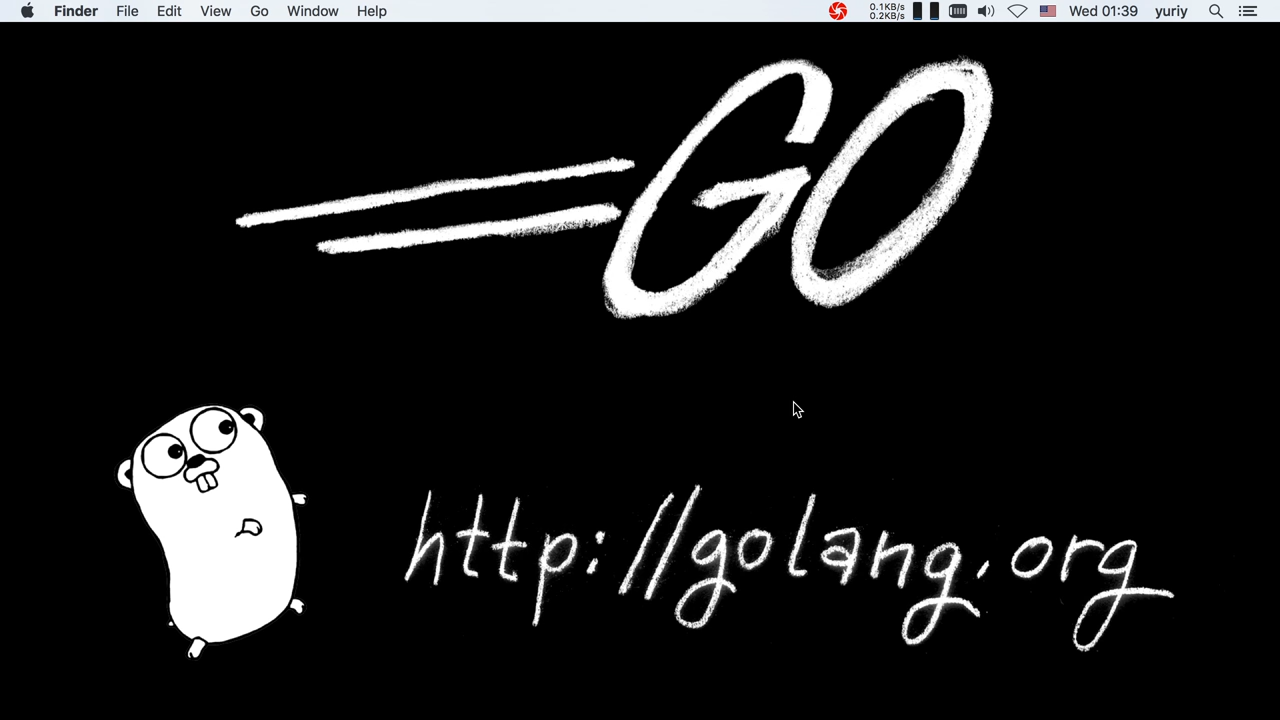 Finder File Edit View Go Window Help 0.1KB/s 0.2KB/s Wed 01:39 yuriy
GO
http://golang.org